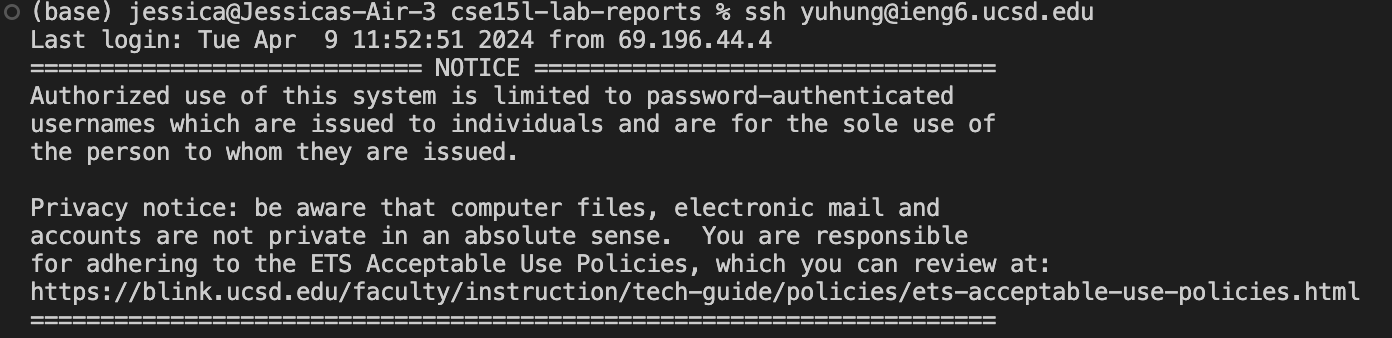 (base) jessica@Jessicas-Air-3 cse15l-lab-reports % ssh yuhung@ieng6.ucsd.edu
Last login: Tue Apr  9 11:52:51 2024 from 69.196.44.4
============================ NOTICE =================================
Authorized use of this system is limited to password-authenticated
usernames which are issued to individuals and are for the sole use of
the person to whom they are issued.

Privacy notice: be aware that computer files, electronic mail and
accounts are not private in an absolute sense.  You are responsible
for adhering to the ETS Acceptable Use Policies, which you can review at:
https://blink.ucsd.edu/faculty/instruction/tech-guide/policies/ets-acceptable-use-policies.html
=====================================================================